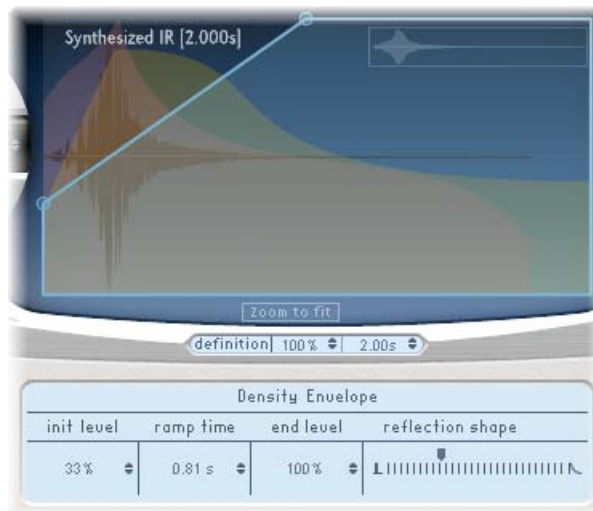 Synthesized IR [2.000s]
Zoom to fit
definition 100% 2.00s
Density Envelope
init level ramp time end level reflection shape
33% 0.81 s 100%